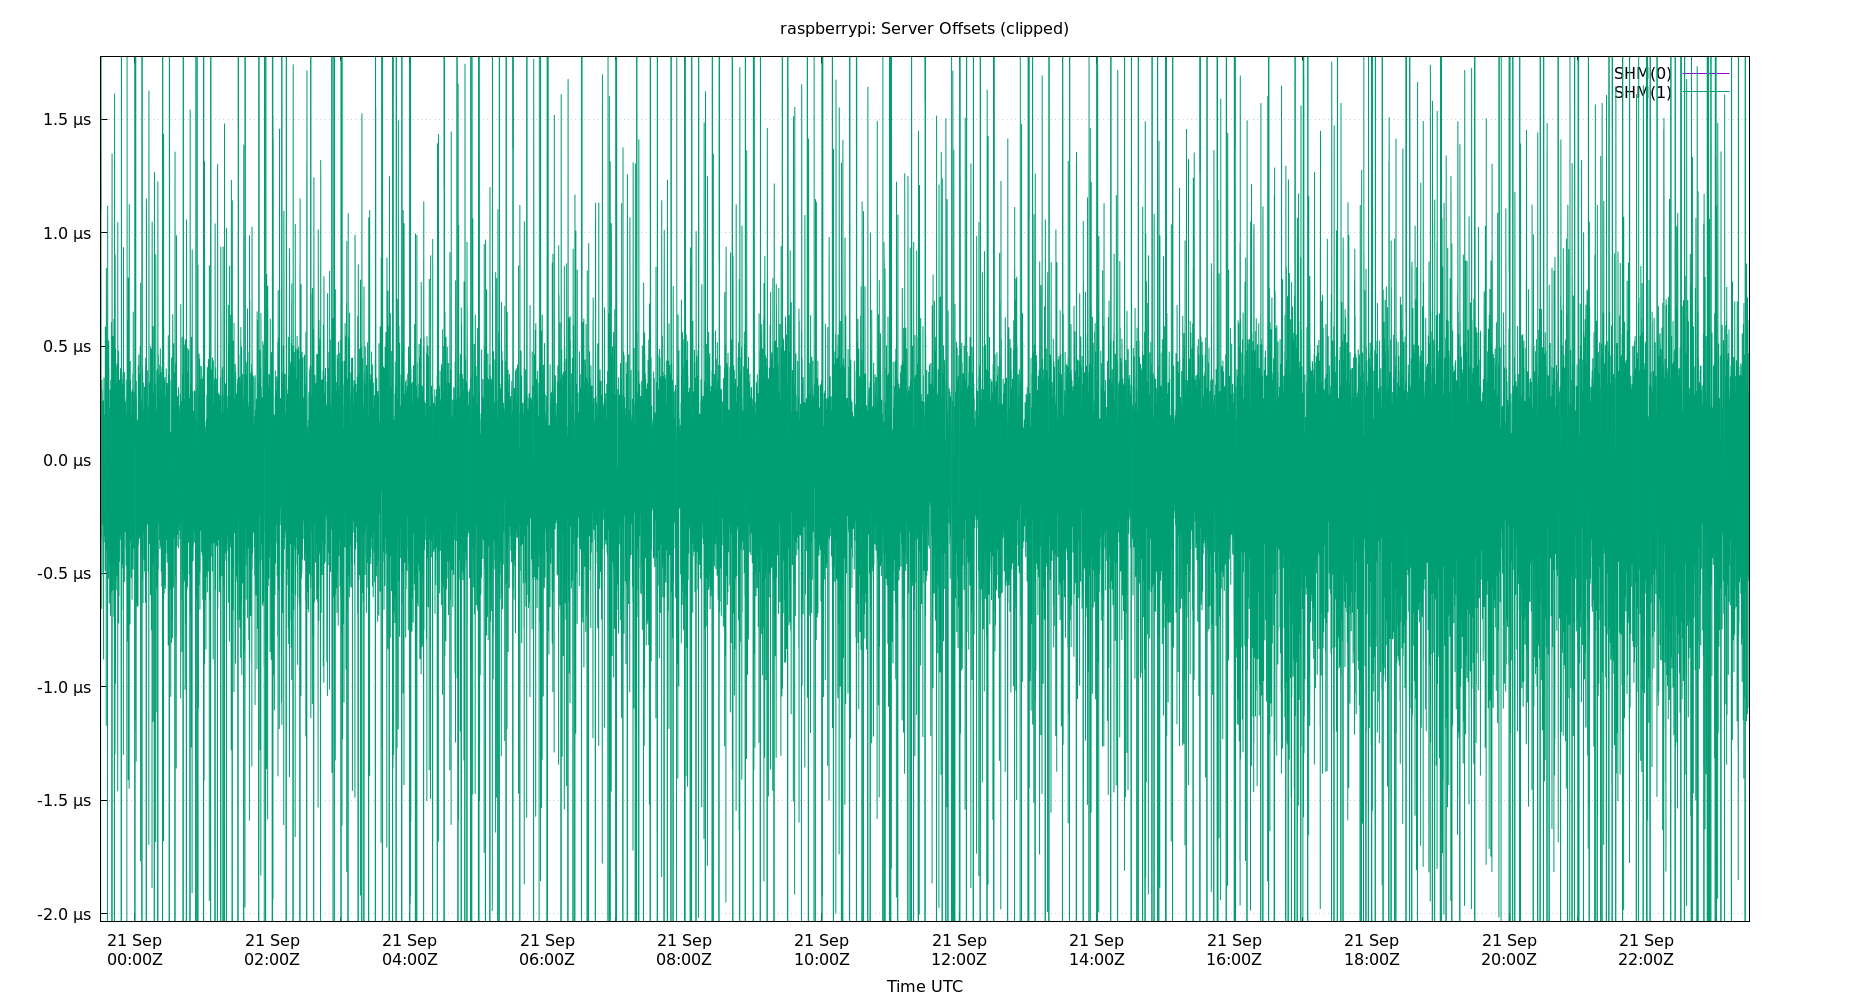 raspberrypi: Server Offsets (clipped)
SHM(0)
SHM(1)
1.5 µs
1.0 µs
0.5 µs
0.0 µs
-0.5 µs
-1.0 µs
-1.5 µs
-2.0 µs
21 Sep 21 Sep 21 Sep 21 Sep 21 Sep 21 Sep 21 Sep 21 Sep 21 Sep 21 Sep 21 Sep 21 Sep
00:00Z 02:00Z 04:00Z 06:00Z 08:00Z 10:00Z 12:00Z 14:00Z 16:00Z 18:00Z 20:00Z 22:00Z
Time UTC